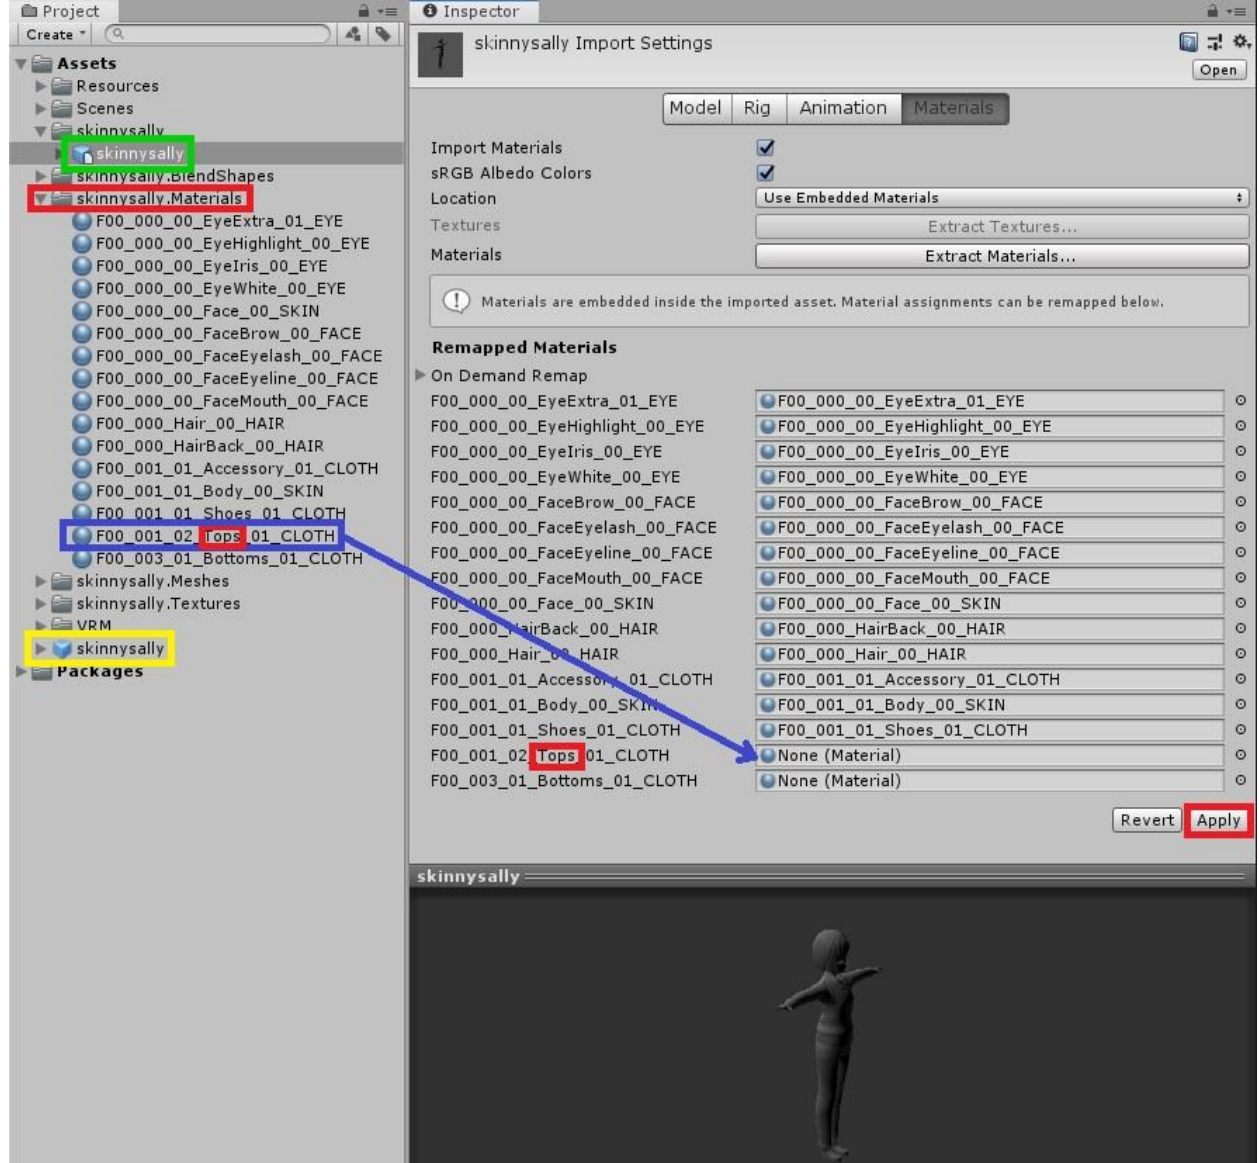 Project
Create
Assets
Resources
Scenes
skinnysally
skinnysally
skinnysally.BlendShapes
skinnysally.Materials
F00_000_00_EyeExtra_01_EYE
F00_000_00_EyeHighlight_00_EYE
F00_000_00_EyeIris_00_EYE
F00_000_00_EyeWhite_00_EYE
F00_000_00_Face_00_SKIN
F00_000_00_FaceBrow_00_FACE
F00_000_00_FaceEyelash_00_FACE
F00_000_00_FaceEyeline_00_FACE
F00_000_00_FaceMouth_00_FACE
F00_000_Hair_00_HAIR
F00_000_HairBack_00_HAIR
F00_001_01_Accessory_01_CLOTH
F00_001_01_Body_00_SKIN
F00_001_01_Shoes_01_CLOTH
F00_001_02_Tops_01_CLOTH
F00_003_01_Bottoms_01_CLOTH
skinnysally.Meshes
skinnysally.Textures
VRM
skinnysally
Packages
Inspector
skinnysally Import Settings
Open
Model Rig Animation Materials
Import Materials
sRGB Albedo Colors
Location Use Embedded Materials
Textures Extract Textures...
Materials Extract Materials...
Materials are embedded inside the imported asset. Material assignments can be remapped below.
Remapped Materials
On Demand Remap
F00_000_00_EyeExtra_01_EYE F00_000_00_EyeExtra_01_EYE
F00_000_00_EyeHighlight_00_EYE F00_000_00_EyeHighlight_00_EYE
F00_000_00_EyeIris_00_EYE F00_000_00_EyeIris_00_EYE
F00_000_00_EyeWhite_00_EYE F00_000_00_EyeWhite_00_EYE
F00_000_00_FaceBrow_00_FACE F00_000_00_FaceBrow_00_FACE
F00_000_00_FaceEyelash_00_FACE F00_000_00_FaceEyelash_00_FACE
F00_000_00_FaceEyeline_00_FACE F00_000_00_FaceEyeline_00_FACE
F00_000_00_FaceMouth_00_FACE F00_000_00_FaceMouth_00_FACE
F00_000_00_Face_00_SKIN F00_000_00_Face_00_SKIN
F00_000_HairBack_00_HAIR F00_000_HairBack_00_HAIR
F00_000_Hair_00_HAIR F00_000_Hair_00_HAIR
F00_001_01_Accessory_01_CLOTH F00_001_01_Accessory_01_CLOTH
F00_001_01_Body_00_SKIN F00_001_01_Body_00_SKIN
F00_001_01_Shoes_01_CLOTH F00_001_01_Shoes_01_CLOTH
F00_001_02_Tops_01_CLOTH None (Material)
F00_003_01_Bottoms_01_CLOTH None (Material)
Revert Apply
skinnysally